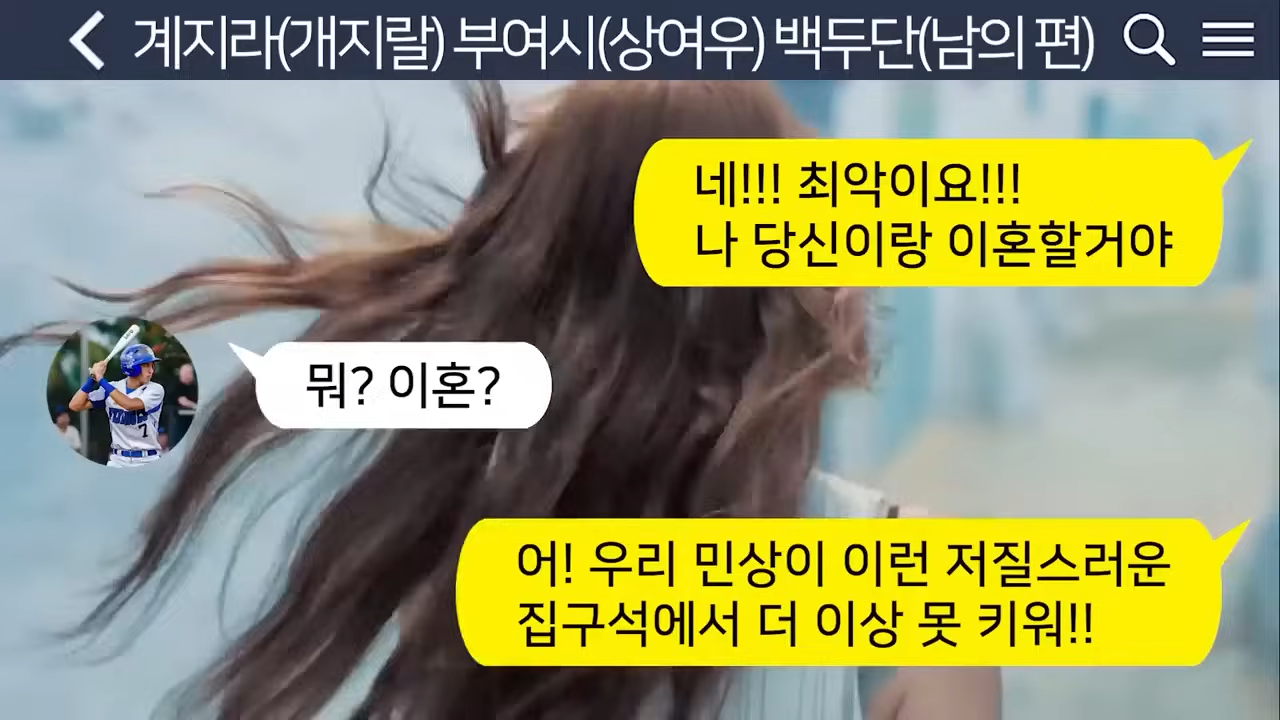 계지라(개지랄) 부여시(상여우) 백두단(남의 편)
네!!! 최악이요!!!
나 당신이랑 이혼할거야
뭐? 이혼?
7
어! 우리 민상이 이런 저질스러운
집구석에서 더 이상 못 키워!!